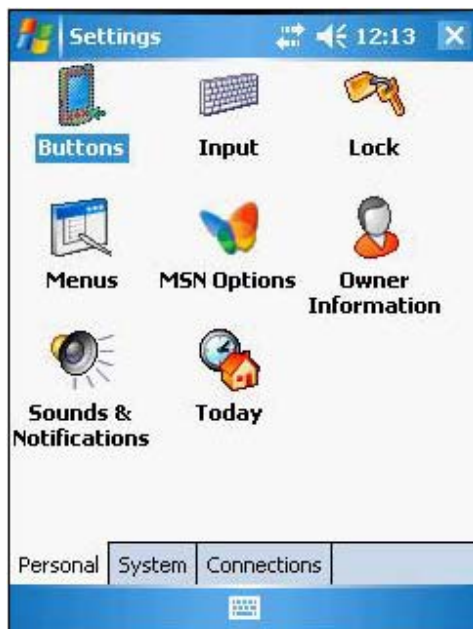 Settings 12:13
Buttons Input Lock
Menus MSN Options Owner
Information
Sounds & Today
Notifications
Personal System Connections